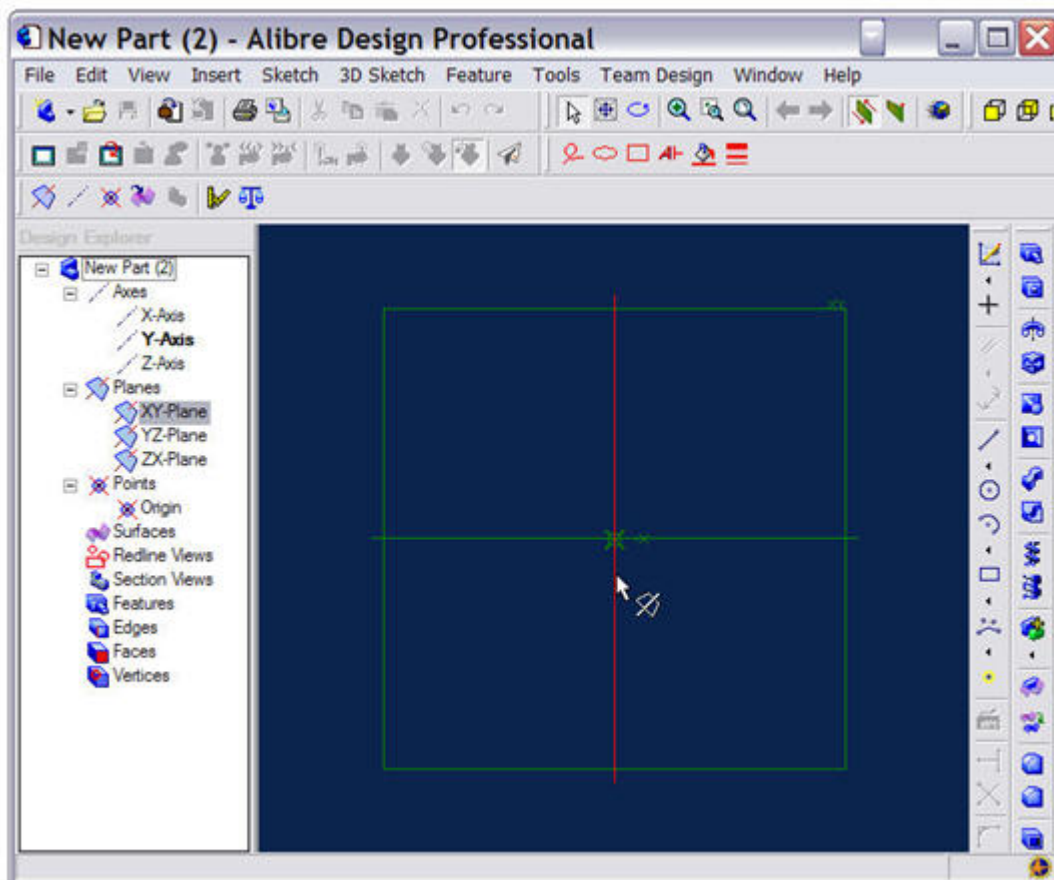 New Part (2) - Alibre Design Professional
File Edit View Insert Sketch 3D Sketch Feature Tools Team Design Window Help
Design Explorer
New Part (2)
Axes
X-Axis
Y-Axis
Z-Axis
Planes
XY-Plane
YZ-Plane
ZX-Plane
Points
Origin
Surfaces
Redline Views
Section Views
Features
Edges
Faces
Vertices